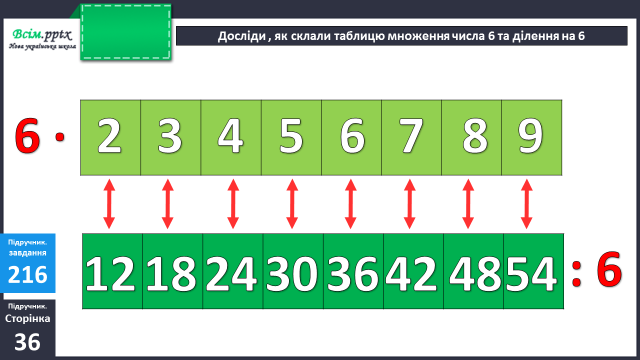 Всім.pptx
Нова українська школа
Досліди , як склали таблицю множення числа 6 та ділення на 6
6 · 2 3 4 5 6 7 8 9
12 18 24 30 36 42 48 54 : 6
Підручник.
завдання
216
Підручник.
Сторінка
36